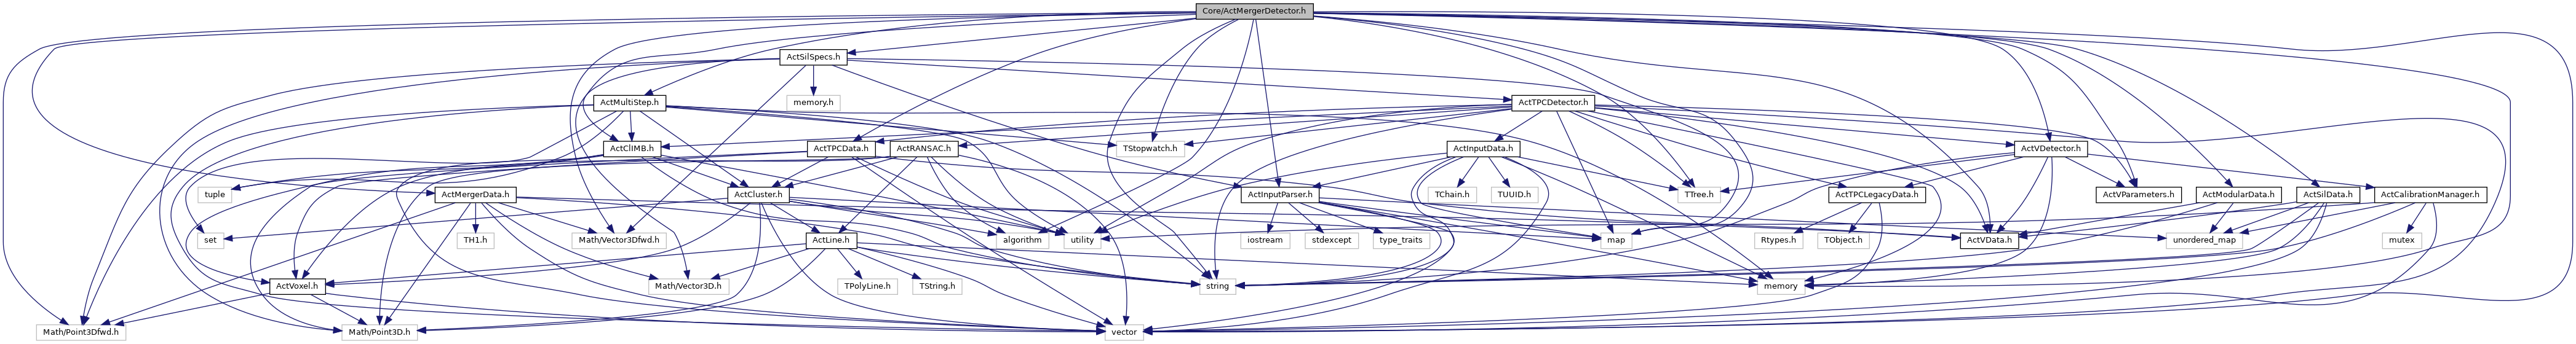 Core/ActMergerDetector.h
ActSilSpecs.h
memory.h
ActMultiStep.h
ActTPCDetector.h
TStopwatch.h
ActClIMB.h
ActTPCData.h
ActRANSAC.h
ActInputData.h
ActVDetector.h
tuple
ActMergerData.h
ActCluster.h
ActInputParser.h
TChain.h
TUUID.h
TTree.h
ActTPCLegacyData.h
ActVParameters.h
ActModularData.h
ActSilData.h
ActCalibrationManager.h
set
TH1.h
Math/Vector3Dfwd.h
ActLine.h
algorithm
utility
iostream
stdexcept
type_traits
map
Rtypes.h
TObject.h
ActVData.h
unordered_map
mutex
ActVoxel.h
Math/Vector3D.h
TPolyLine.h
TString.h
string
memory
Math/Point3Dfwd.h
Math/Point3D.h
vector